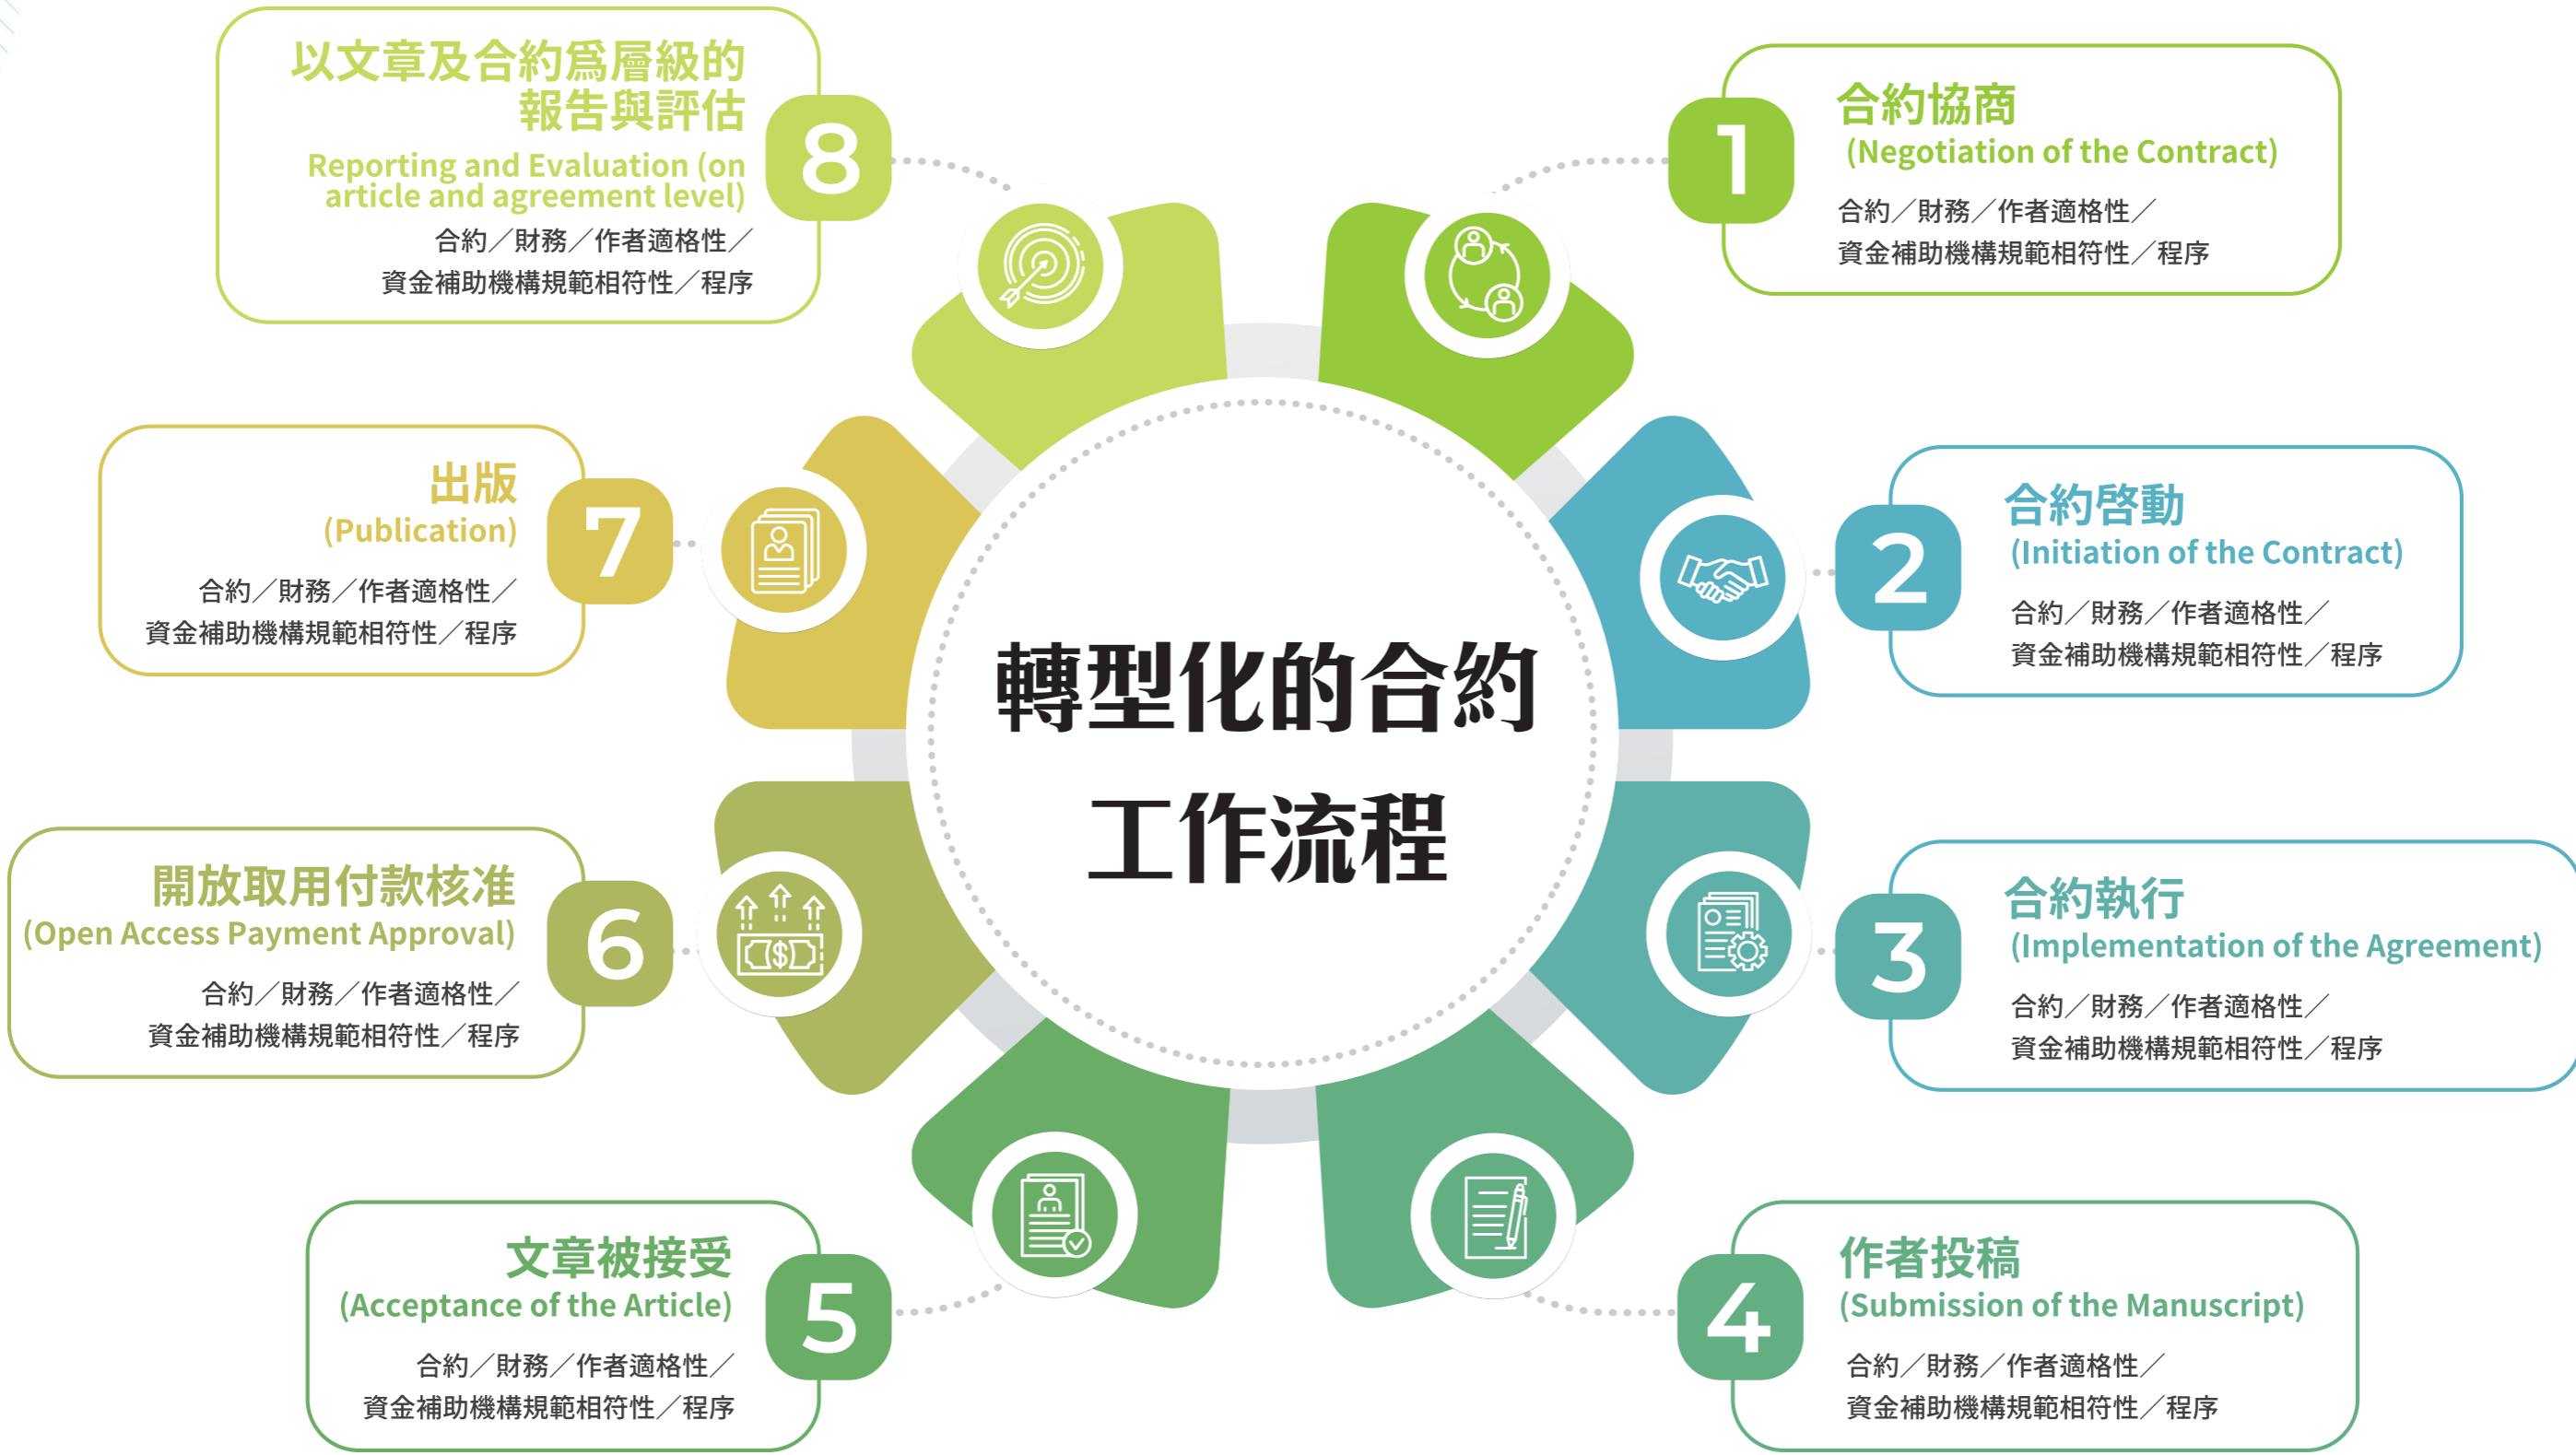 轉型化的合約
工作流程
1
合約協商
(Negotiation of the Contract)
合約／財務／作者適格性／
資金補助機構規範相符性／程序
2
合約啓動
(Initiation of the Contract)
合約／財務／作者適格性／
資金補助機構規範相符性／程序
3
合約執行
(Implementation of the Agreement)
合約／財務／作者適格性／
資金補助機構規範相符性／程序
4
作者投稿
(Submission of the Manuscript)
合約／財務／作者適格性／
資金補助機構規範相符性／程序
5
文章被接受
(Acceptance of the Article)
合約／財務／作者適格性／
資金補助機構規範相符性／程序
6
開放取用付款核准
(Open Access Payment Approval)
合約／財務／作者適格性／
資金補助機構規範相符性／程序
$
7
出版
(Publication)
合約／財務／作者適格性／
資金補助機構規範相符性／程序
8
以文章及合約爲層級的
報告與評估
Reporting and Evaluation (on
article and agreement level)
合約／財務／作者適格性／
資金補助機構規範相符性／程序